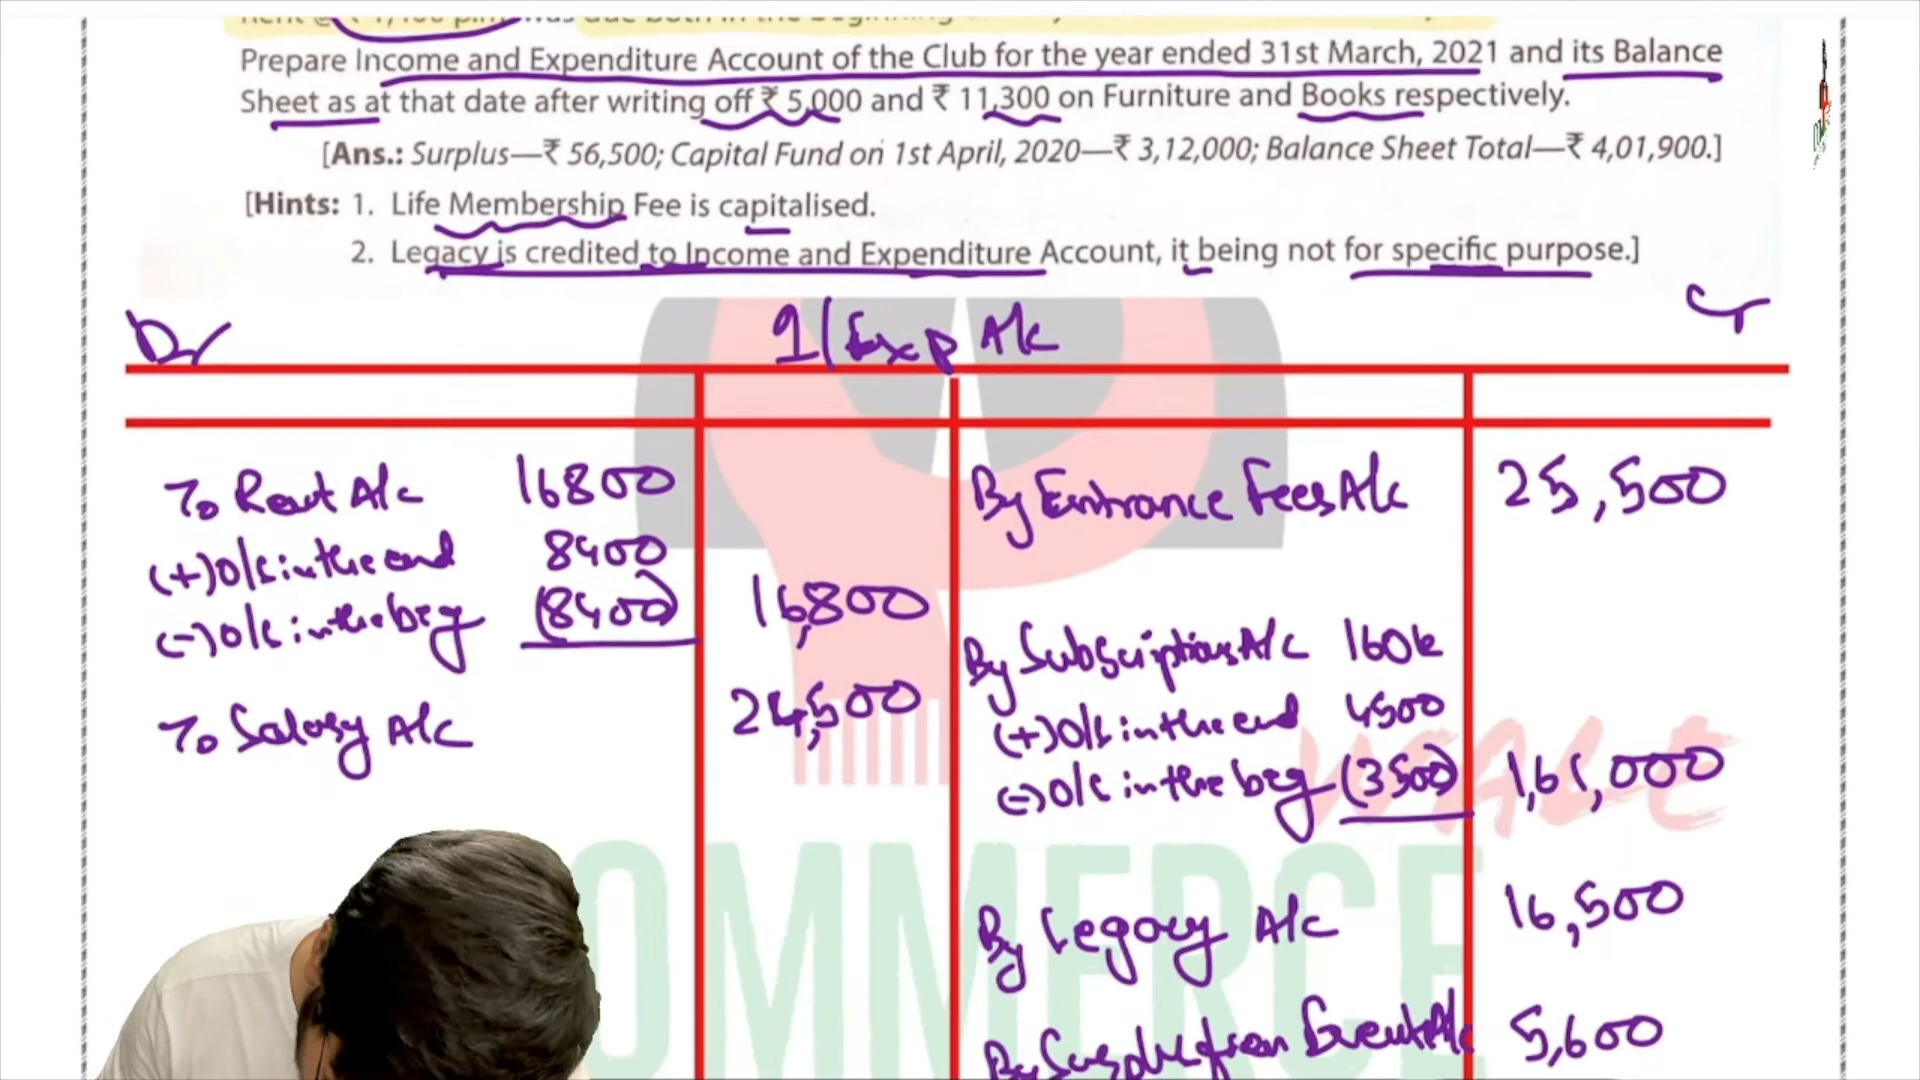 Prepare Income and Expenditure Account of the Club for the year ended 31st March, 2021 and its Balance
Sheet as at that date after writing off ₹ 5,000 and ₹ 11,300 on Furniture and Books respectively.
[Ans.: Surplus—₹ 56,500; Capital Fund on 1st April, 2020—₹ 3,12,000; Balance Sheet Total—₹ 4,01,900.]
[Hints: 1. Life Membership Fee is capitalised.
2. Legacy is credited to Income and Expenditure Account, it being not for specific purpose.]
Dr I/Exp A/c Cr
To Rent A/c 16800
(+) O/s in the end 8400
(-) O/s in the beg (8400) 16,800
To Salary A/c 24,500
By Entrance Fees A/c 25,500
By Subscriptions A/c 160k
(+) O/s in the end 4500
(-) O/s in the beg (3500) 1,61,000
By Legacy A/c 16,500
By Surplus from Event A/c 5,600
WALE
COMMERCE